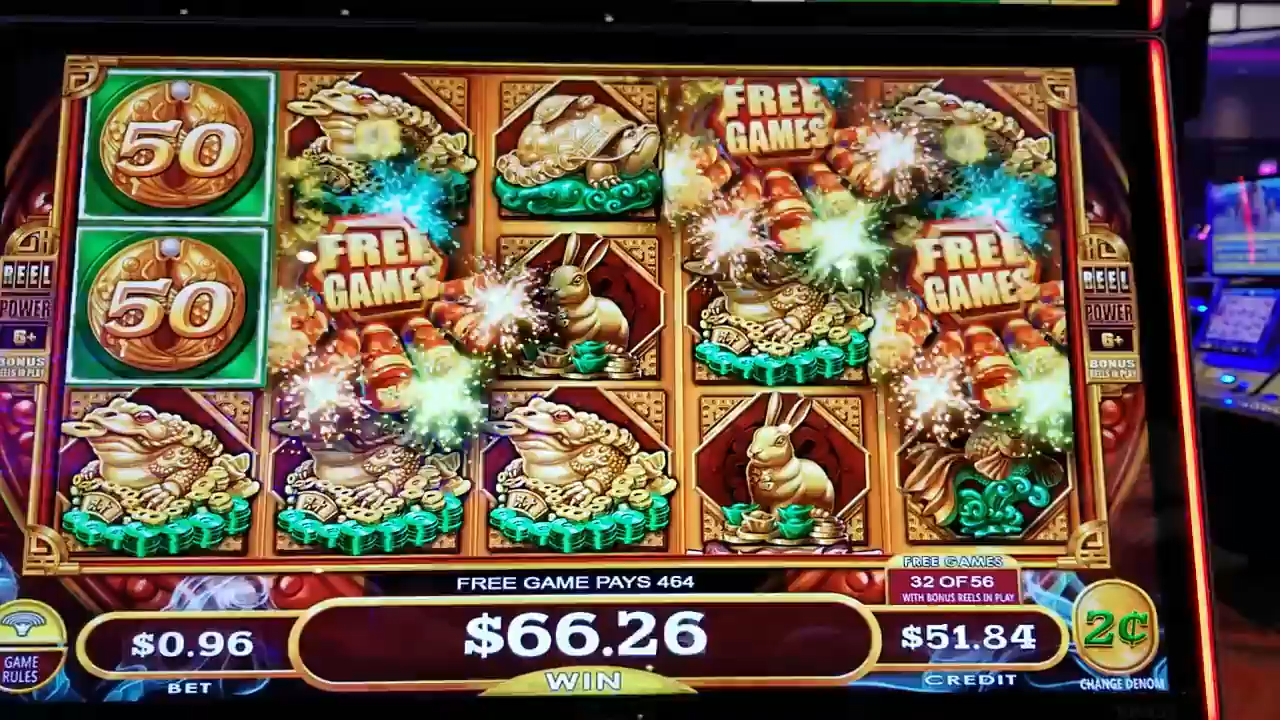 50
FREE
GAMES
50
FREE
GAMES
FREE
GAMES
REEL
POWER
6+
BONUS
REELS IN PLAY
REEL
POWER
6+
BONUS
REELS IN PLAY
FREE GAME PAYS 464
FREE GAMES
32 OF 56
WITH BONUS REELS IN PLAY
GAME
RULES
$0.96
BET
$66.26
WIN
$51.84
CREDIT
2¢
CHANGE DENOM